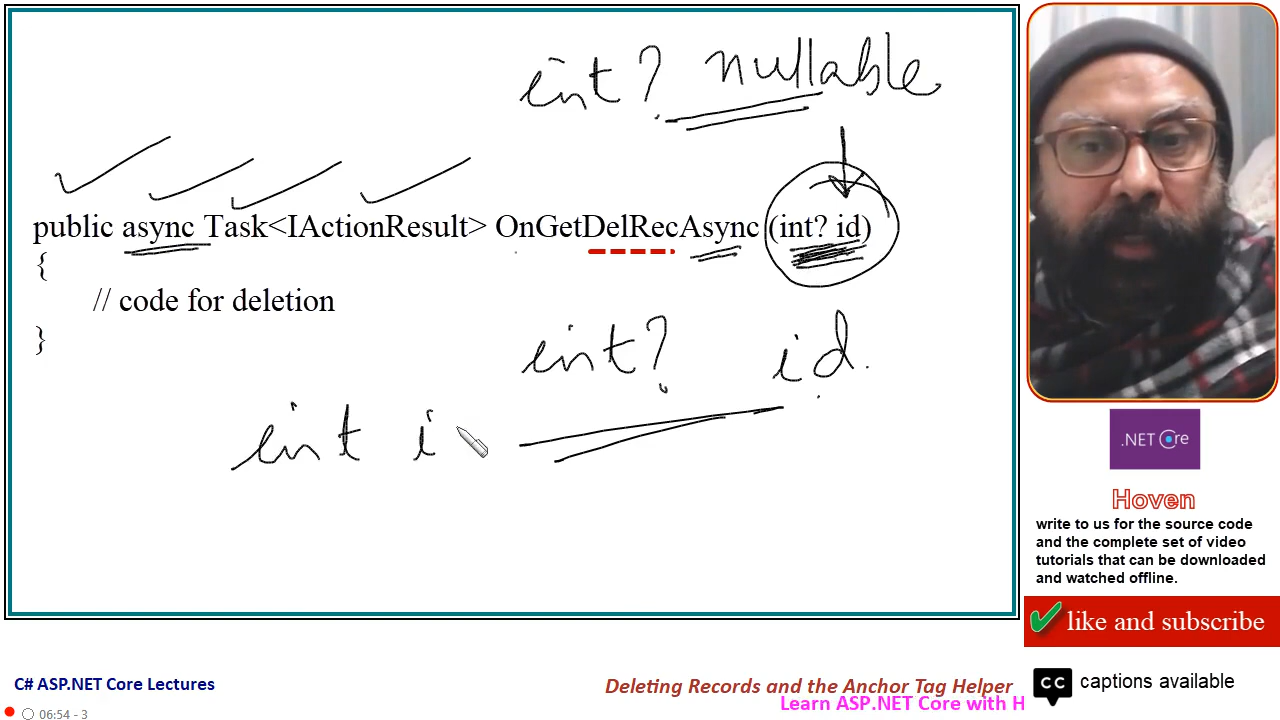 int? nullable
public async Task<IActionResult> OnGetDelRecAsync (int? id)
{
// code for deletion
}
int? id
int i
.NET Core
Hoven
write to us for the source code
and the complete set of video
tutorials that can be downloaded
and watched offline.
like and subscribe
C# ASP.NET Core Lectures
Deleting Records and the Anchor Tag Helper
CC captions available
Learn ASP.NET Core with H
06:54 - 3